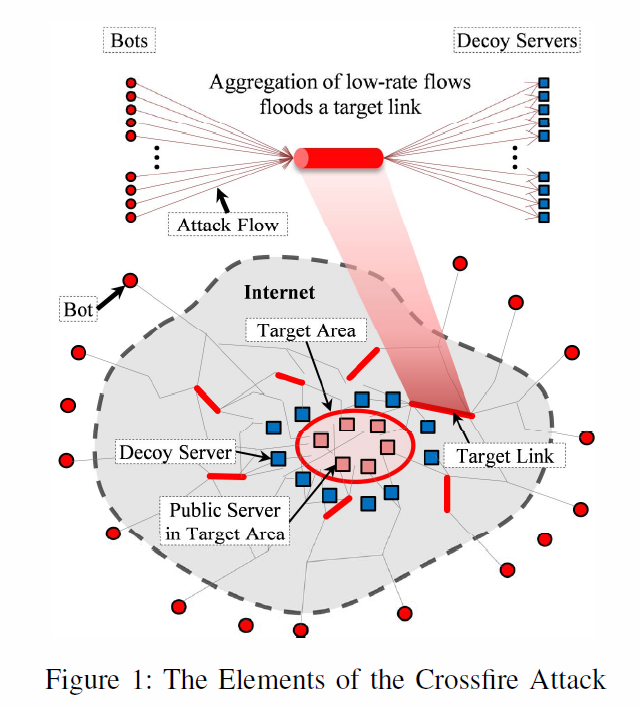 Bots
Decoy Servers
Aggregation of low-rate flows
floods a target link
Attack Flow
Bot
Internet
Target Area
Decoy Server
Target Link
Public Server
in Target Area
Figure 1: The Elements of the Crossfire Attack